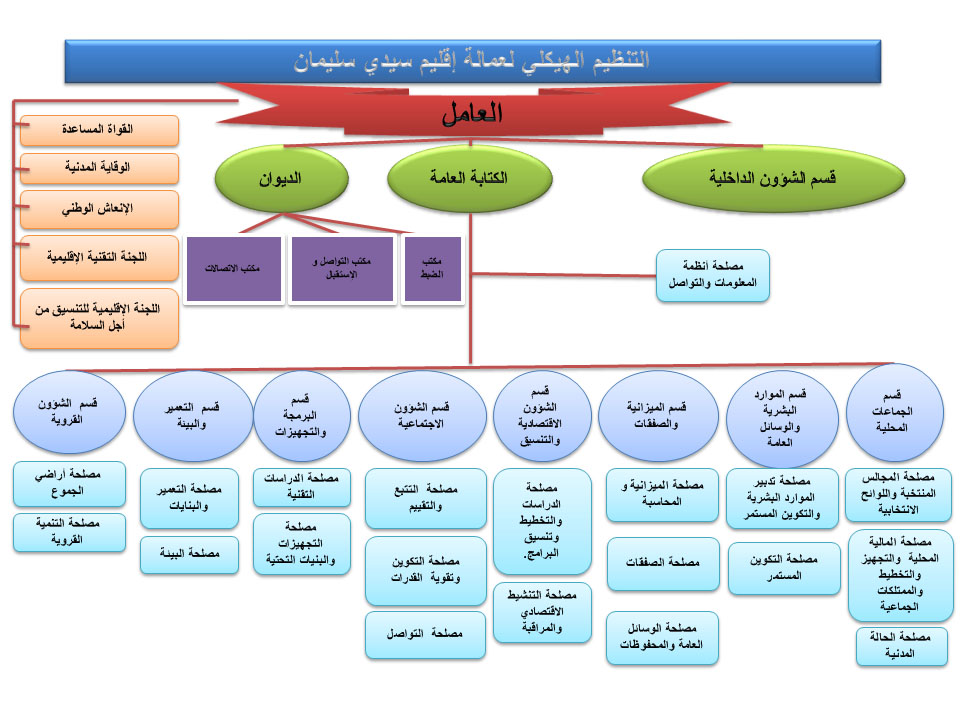 التنظيم الهيكلي لعمالة إقليم سيدي سليمان
العامل
القواة المساعدة
الوقاية المدنية
الإنعاش الوطني
اللجنة التقنية الإقليمية
اللجنة الإقليمية للتنسيق من
أجل السلامة
قسم الشؤون الداخلية
الكتابة العامة
الديوان
مكتب
الضبط
مكتب التواصل و
الاستقبال
مكتب الاتصالات
مصلحة أنظمة
المعلومات والتواصل
قسم
الجماعات
المحلية
قسم الموارد
البشرية
والوسائل
العامة
قسم الميزانية
والصفقات
قسم
الشؤون
الاقتصادية
والتنسيق
قسم الشؤون
الاجتماعية
قسم
البرمجة
والتجهيزات
قسم التعمير
والبيئة
قسم الشؤون
القروية
مصلحة المجالس
المنتخبة واللوائح
الانتخابية
مصلحة المالية
المحلية والتجهيز
والتخطيط
والممتلكات
الجماعية
مصلحة الحالة
المدنية
مصلحة تدبير
الموارد البشرية
والتكوين المستمر
مصلحة التكوين
المستمر
مصلحة الميزانية و
المحاسبة
مصلحة الصفقات
مصلحة الوسائل
العامة والمحفوظات
مصلحة
الدراسات
والتخطيط
وتنسيق
البرامج.
مصلحة التنشيط
الاقتصادي
والمراقبة
مصلحة التتبع
والتقييم
مصلحة التكوين
وتقوية القدرات
مصلحة التواصل
مصلحة الدراسات
التقنية
مصلحة
التجهيزات
والبنيات التحتية
مصلحة التعمير
والبنايات
مصلحة البيئة
مصلحة أراضي
الجموع
مصلحة التنمية
القروية